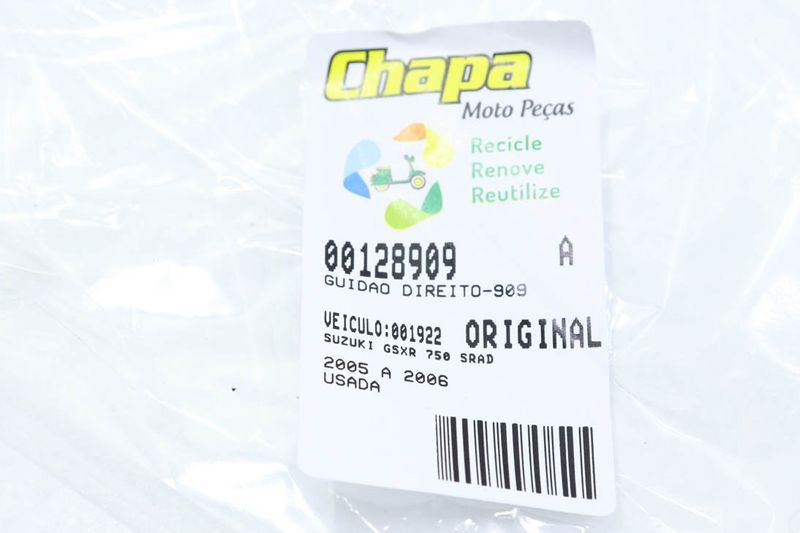 Chapa
Moto Peças
Recicle
Renove
Reutilize
00128909 A
GUIDAO DIREITO-909
VEICULO:001922 ORIGINAL
SUZUKI GSXR 750 SRAD
2005 A 2006
USADA